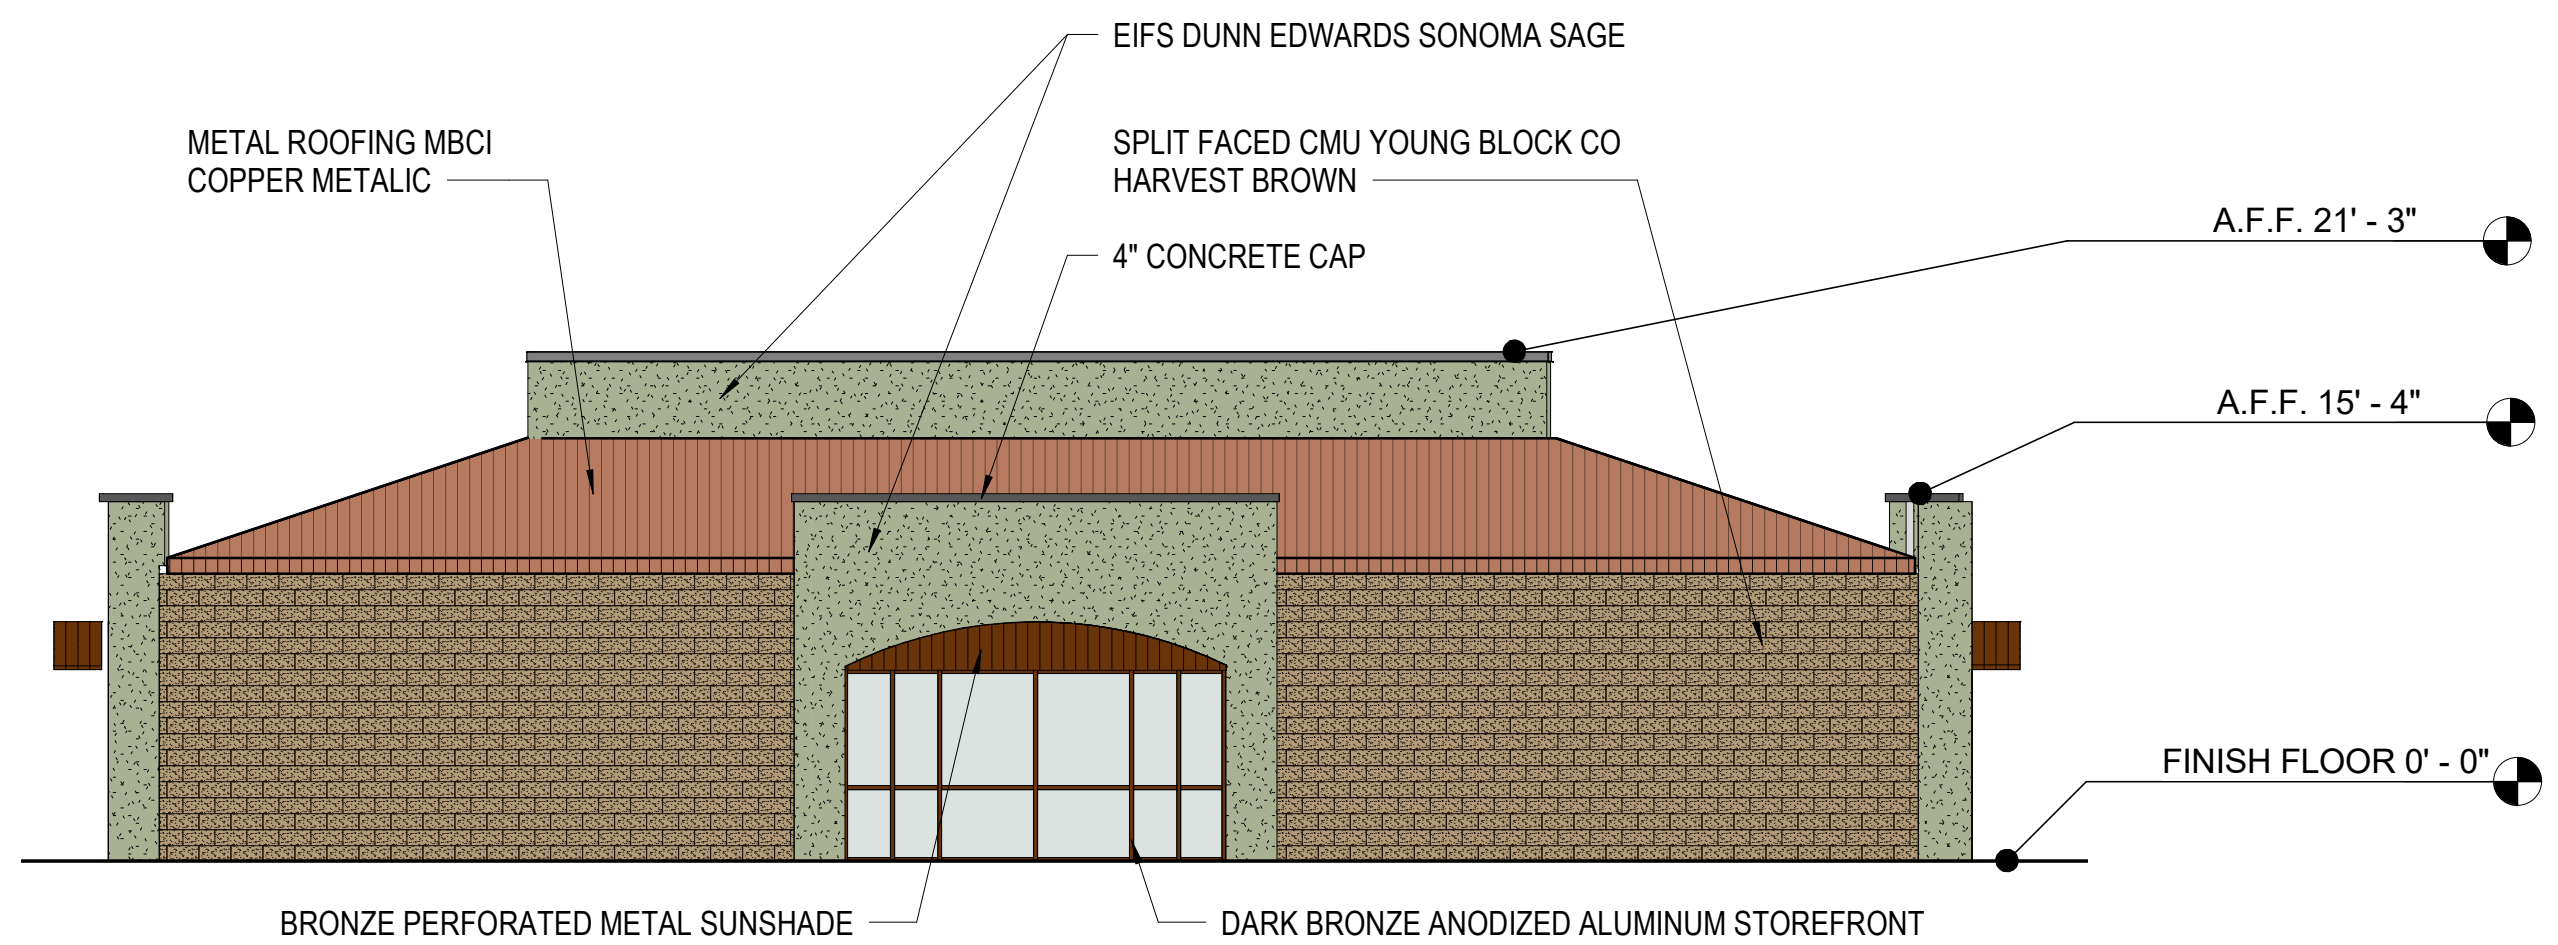 EIFS DUNN EDWARDS SONOMA SAGE
METAL ROOFING MBCI
COPPER METALIC
SPLIT FACED CMU YOUNG BLOCK CO
HARVEST BROWN
4" CONCRETE CAP
A.F.F. 21' - 3"
A.F.F. 15' - 4"
FINISH FLOOR 0' - 0"
BRONZE PERFORATED METAL SUNSHADE
DARK BRONZE ANODIZED ALUMINUM STOREFRONT